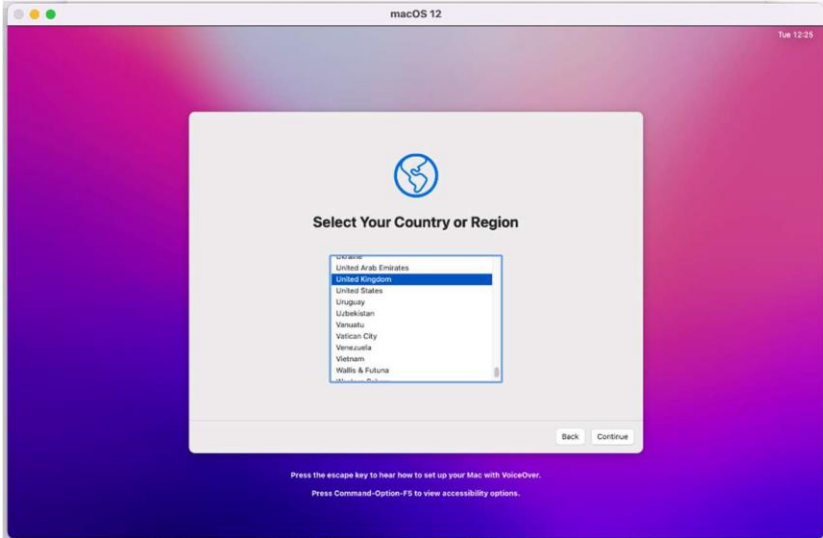 macOS 12
Tue 12:25
Select Your Country or Region
Ukraine
United Arab Emirates
United Kingdom
United States
Uruguay
Uzbekistan
Vanuatu
Vatican City
Venezuela
Vietnam
Wallis & Futuna
Back Continue
Press the escape key to hear how to set up your Mac with VoiceOver.
Press Command-Option-F5 to view accessibility options.